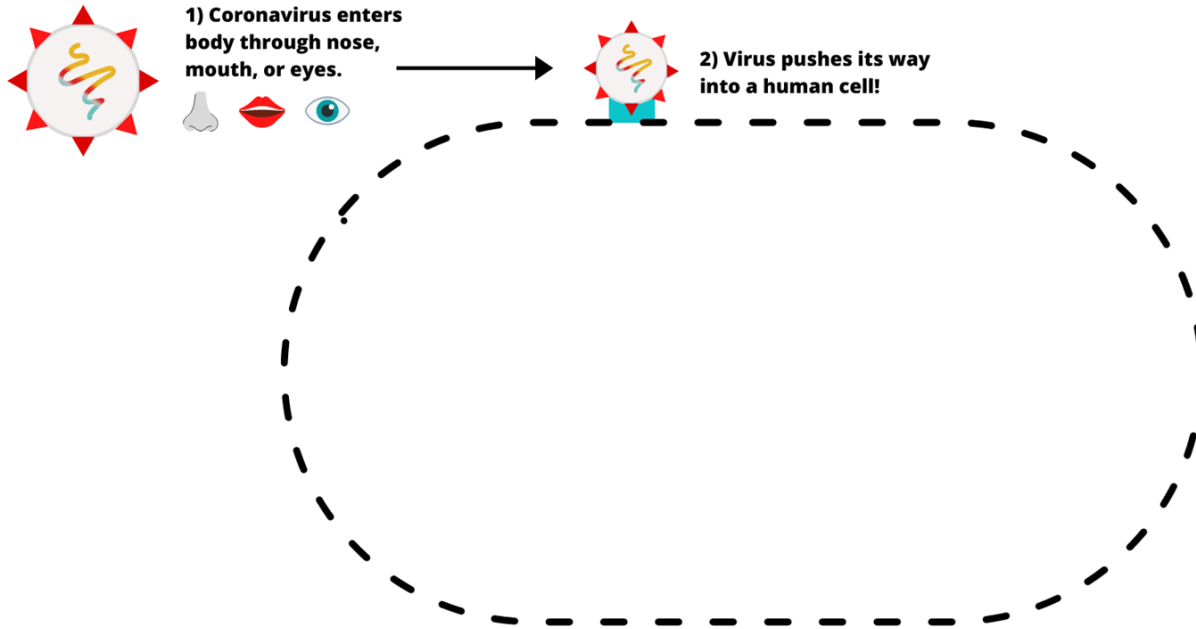 1) Coronavirus enters
body through nose,
mouth, or eyes.
2) Virus pushes its way
into a human cell!